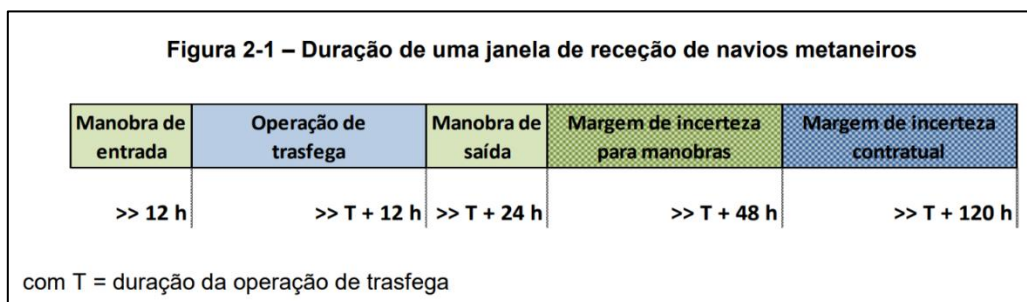 Figura 2-1 – Duração de uma janela de receção de navios metaneiros
Manobra de entrada
Operação de trasfega
Manobra de saída
Margem de incerteza para manobras
Margem de incerteza contratual
>> 12 h
>> T + 12 h
>> T + 24 h
>> T + 48 h
>> T + 120 h
com T = duração da operação de trasfega